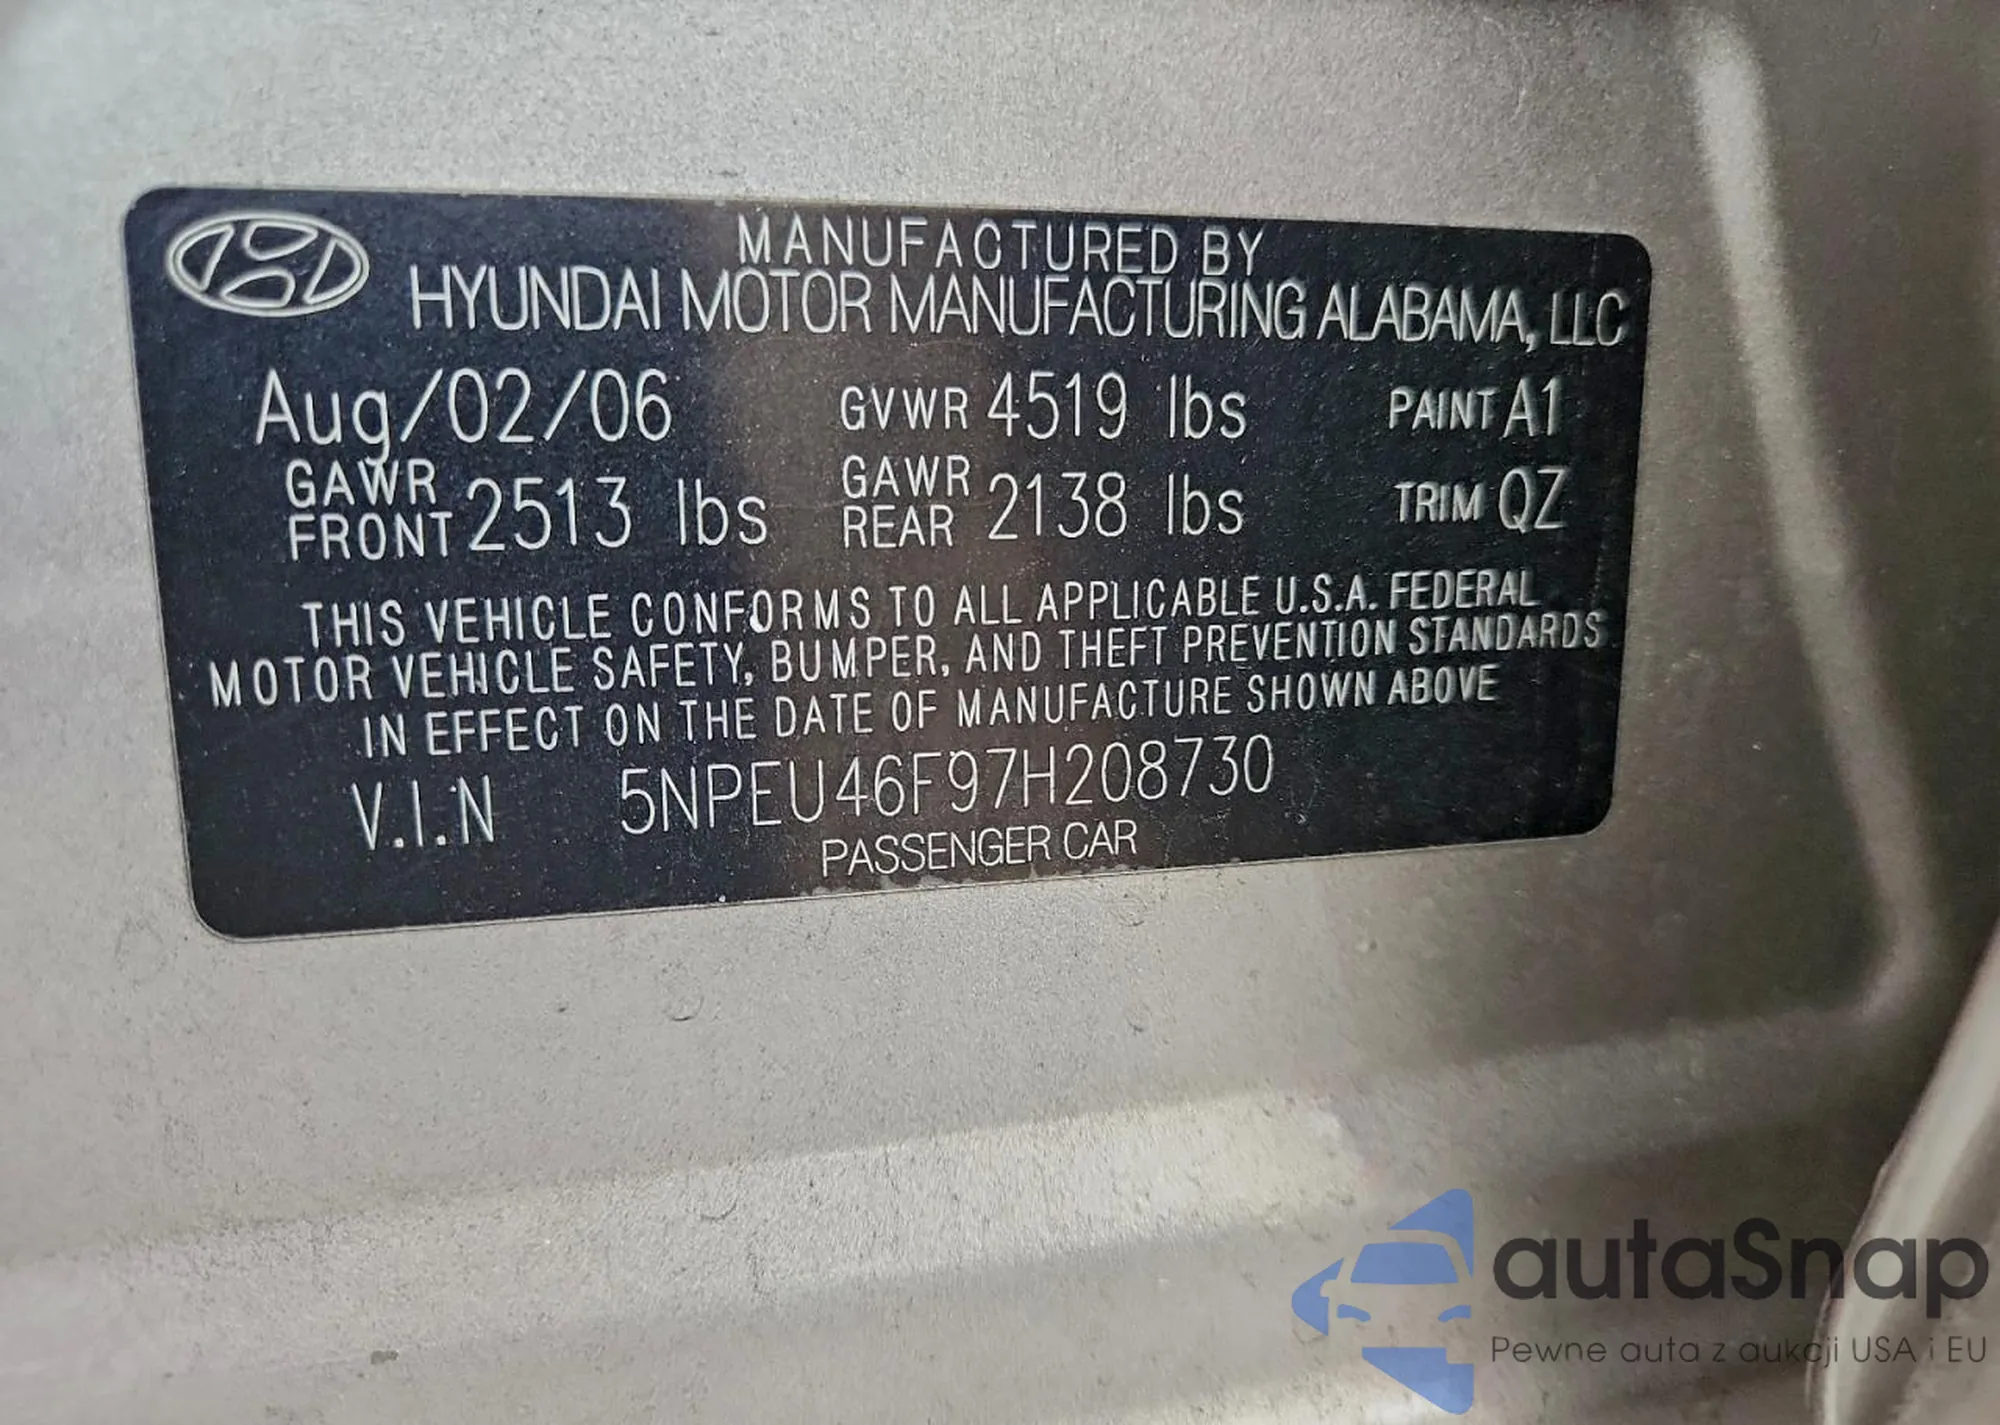 MANUFACTURED BY
HYUNDAI MOTOR MANUFACTURING ALABAMA, LLC
Aug/02/06 GVWR 4519 lbs PAINT A1
GAWR FRONT 2513 lbs GAWR REAR 2138 lbs TRIM QZ
THIS VEHICLE CONFORMS TO ALL APPLICABLE U.S.A. FEDERAL
MOTOR VEHICLE SAFETY, BUMPER, AND THEFT PREVENTION STANDARDS
IN EFFECT ON THE DATE OF MANUFACTURE SHOWN ABOVE
V.I.N 5NPEU46F97H208730
PASSENGER CAR
autaSnap
Pewne auta z aukcji USA i EU